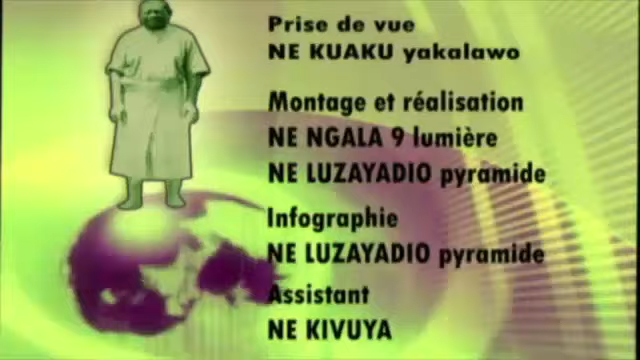 Prise de vue
NE KUAKU yakalawo
Montage et réalisation
NE NGALA 9 lumière
NE LUZAYADIO pyramide
Infographie
NE LUZAYADIO pyramide
Assistant
NE KIVUYA